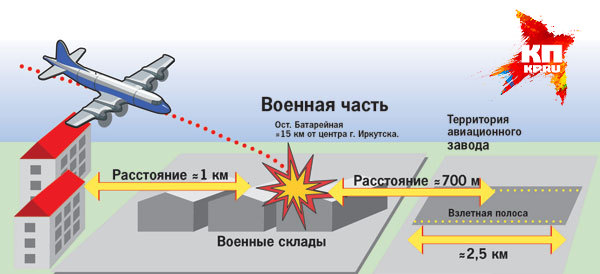 КП
KP.RU
Военная часть
Ост. Батарейная
≈15 км от центра г. Иркутска.
Территория
авиационного
завода
Расстояние ≈1 км
Расстояние ≈700 м
Взлетная полоса
Военные склады
≈2,5 км